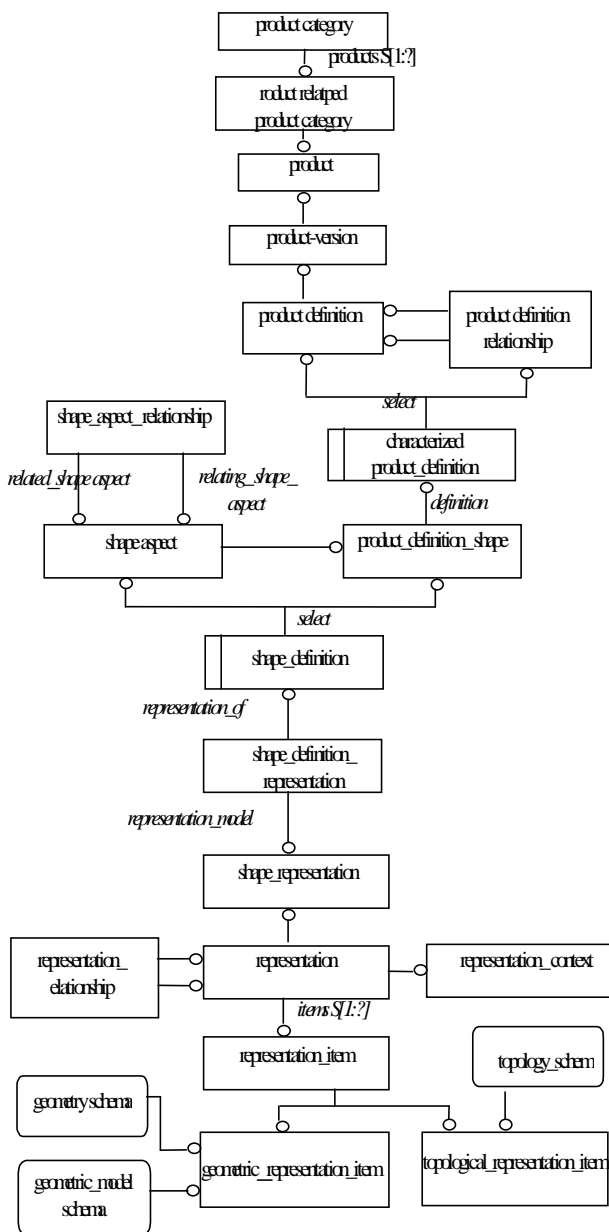 product category
products S[1:?]
roduct relatped
product category
product
product-version
product definition
product definition
relationship
select
shape_aspect_relationship
characterized
product_definition
related_shape aspect
relating_shape_
aspect
definition
shape aspect
product_definition_shape
select
shape_definition
representation_of
shape_definition_
representation
representation_model
shape_representation
representation_
elationship
representation
representation_context
items S[1:?]
representation_item
topology_schem
geometry schema
geometric_representation_item
topological_representation_item
geometric_model
schema